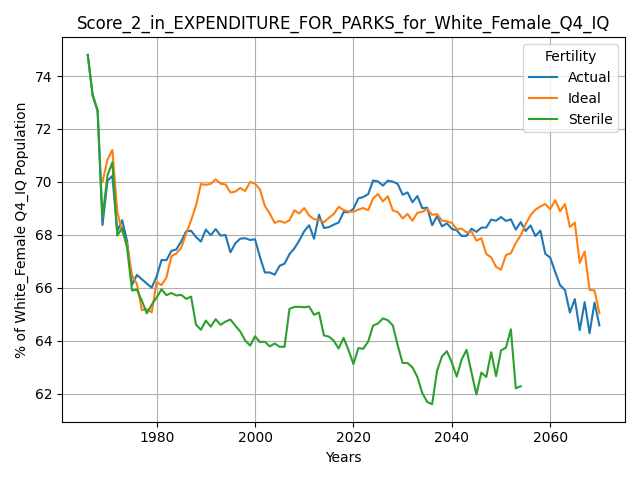 Score_2_in_EXPENDITURE_FOR_PARKS_for_White_Female_Q4_IQ
Fertility
Actual
Ideal
Sterile
% of White_Female Q4_IQ Population
74
72
70
68
66
64
62
1980
2000
2020
2040
2060
Years